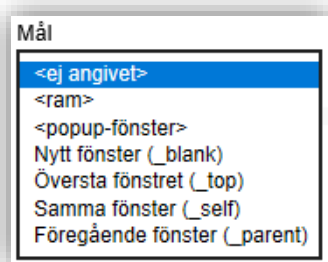 Mål
<ej angivet>
<ram>
<popup-fönster>
Nytt fönster (_blank)
Översta fönstret (_top)
Samma fönster (_self)
Föregående fönster (_parent)